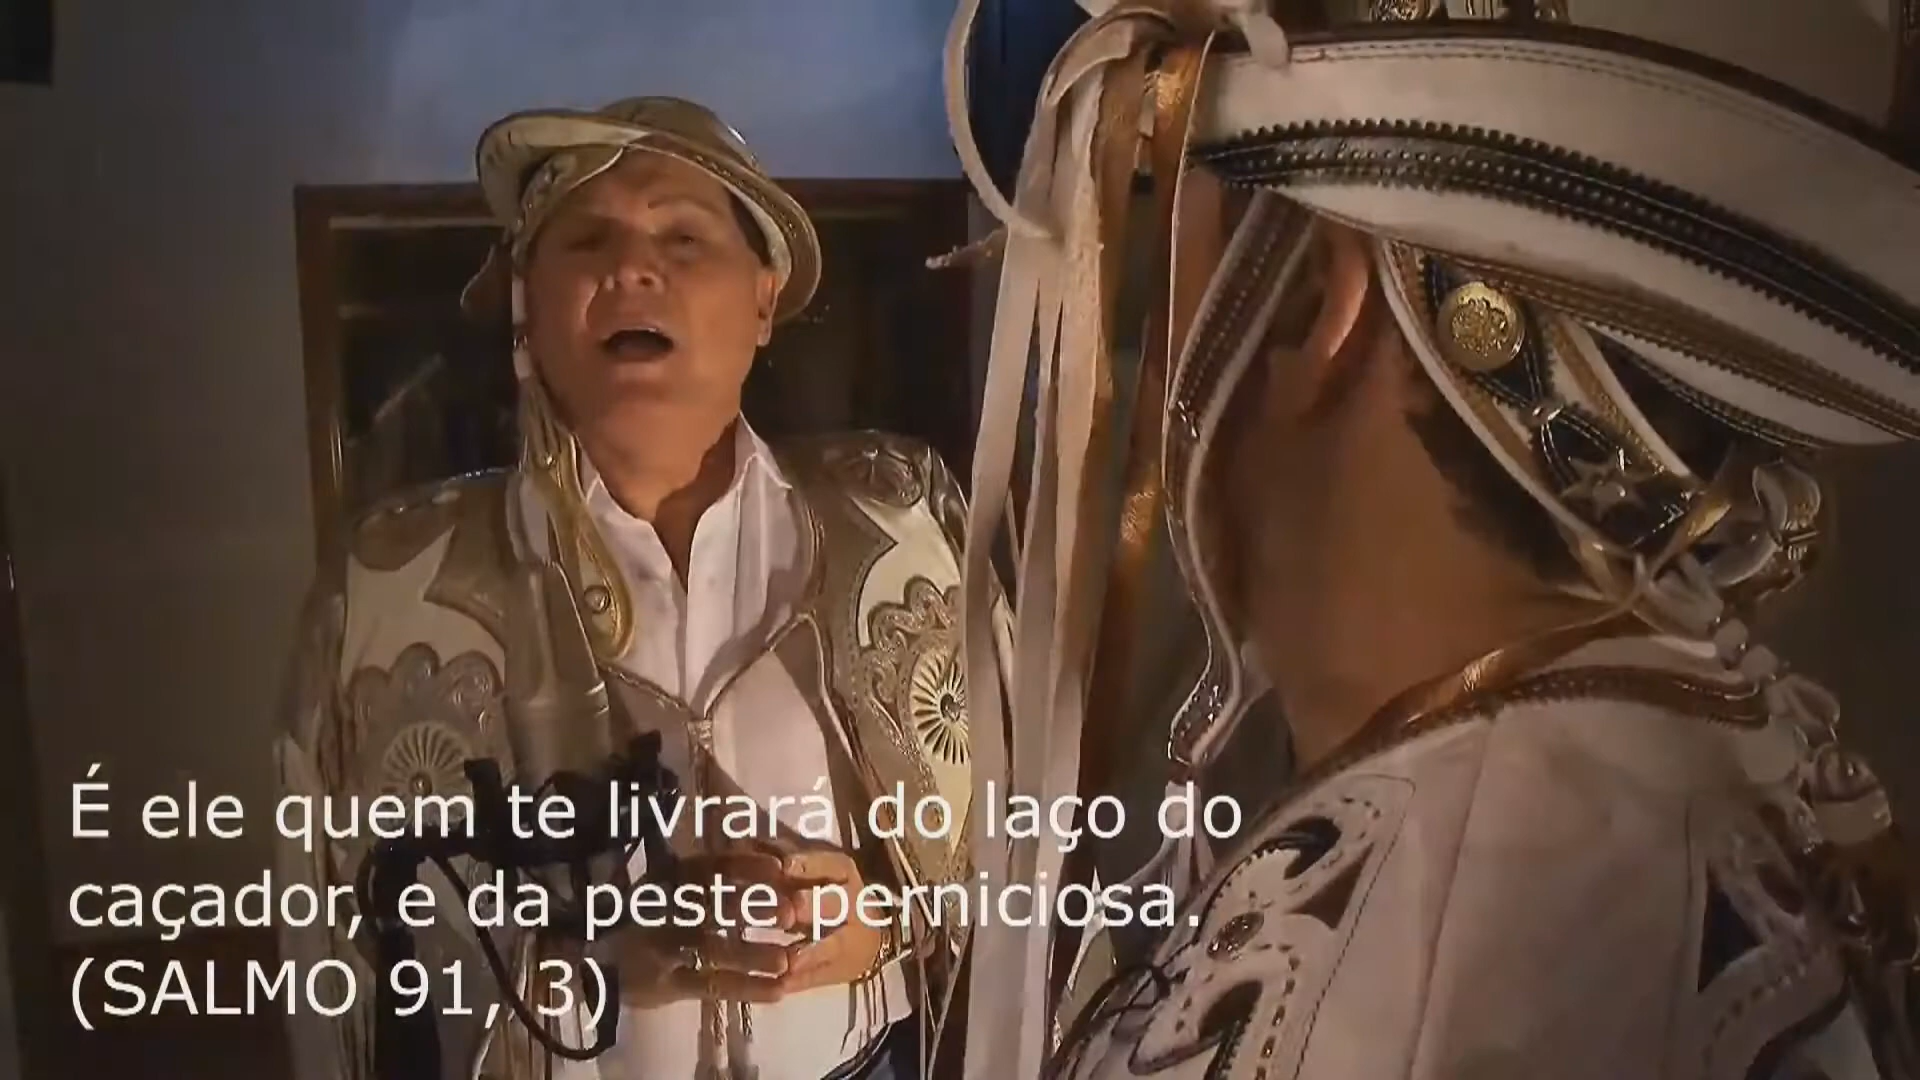 É ele quem te livrará do laço do
caçador, e da peste perniciosa.
(SALMO 91, 3)